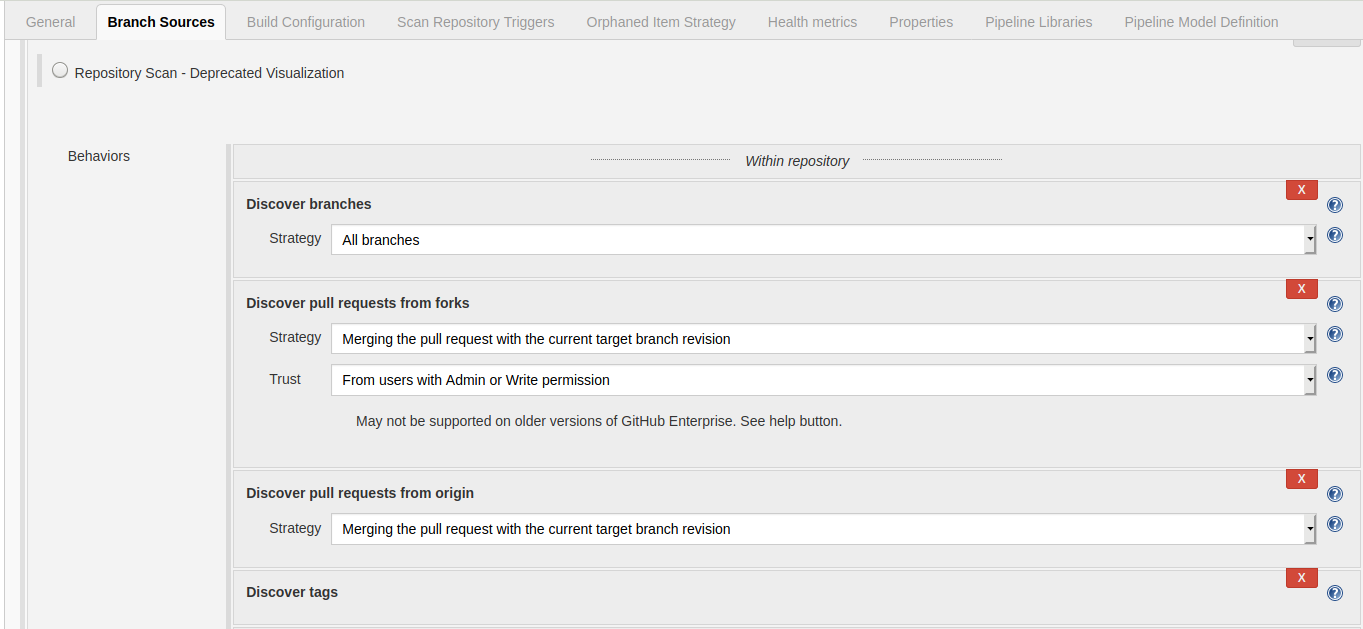 General Branch Sources Build Configuration Scan Repository Triggers Orphaned Item Strategy Health metrics Properties Pipeline Libraries Pipeline Model Definition
Repository Scan - Deprecated Visualization
Behaviors
Within repository
X
Discover branches ?
Strategy All branches ?
X
Discover pull requests from forks ?
Strategy Merging the pull request with the current target branch revision ?
Trust From users with Admin or Write permission ?
May not be supported on older versions of GitHub Enterprise. See help button.
X
Discover pull requests from origin ?
Strategy Merging the pull request with the current target branch revision ?
X
Discover tags ?